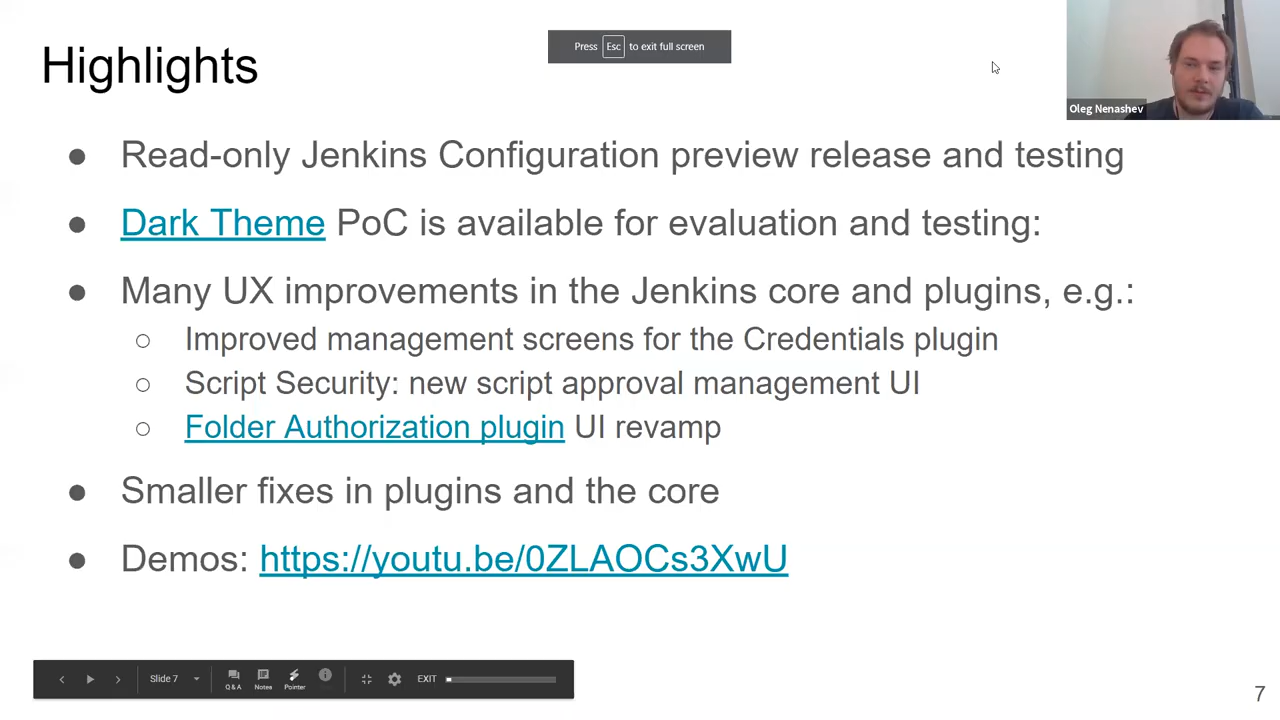 Highlights
Press Esc to exit full screen
Oleg Nenashev
● Read-only Jenkins Configuration preview release and testing
● Dark Theme PoC is available for evaluation and testing:
● Many UX improvements in the Jenkins core and plugins, e.g.:
○ Improved management screens for the Credentials plugin
○ Script Security: new script approval management UI
○ Folder Authorization plugin UI revamp
● Smaller fixes in plugins and the core
● Demos: https://youtu.be/0ZLAOCs3XwU
Slide 7 Q & A Notes Pointer EXIT
7